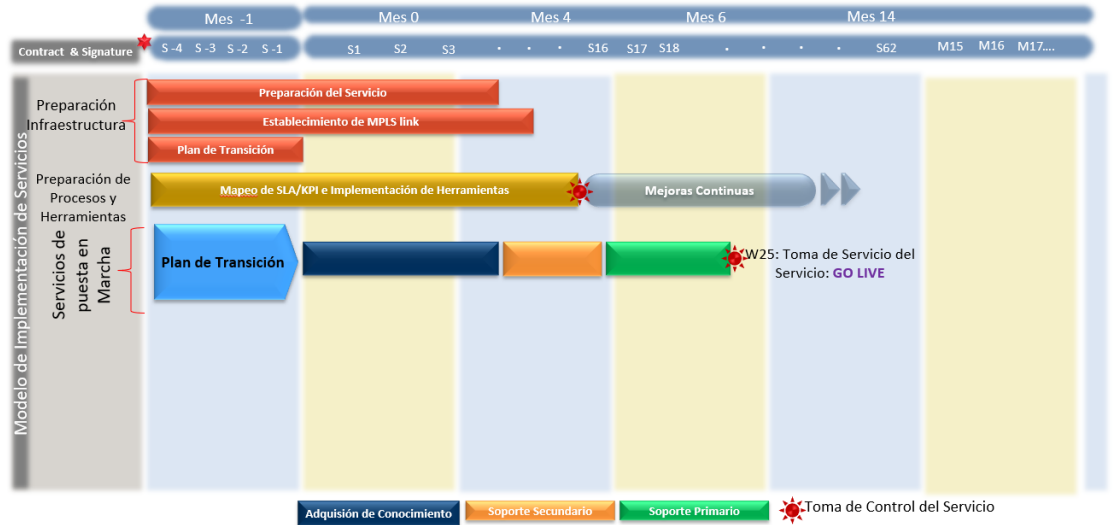 Mes -1
Mes 0
Mes 4
Mes 6
Mes 14
Contract & Signature
S -4 S -3 S -2 S -1
S1 S2 S3 . . . S16 S17 S18 . . . . S62 M15 M16 M17....
Modelo de Implementación de Servicios
Preparación
Infraestructura
Preparación del Servicio
Establecimiento de MPLS link
Plan de Transición
Preparación de
Procesos y
Herramientas
Mapeo de SLA/KPI e Implementación de Herramientas
Mejoras Continuas
Servicios de
puesta en
Marcha
Plan de Transición
W25: Toma de Servicio del
Servicio: GO LIVE
Adquisión de Conocimiento
Soporte Secundario
Soporte Primario
Toma de Control del Servicio